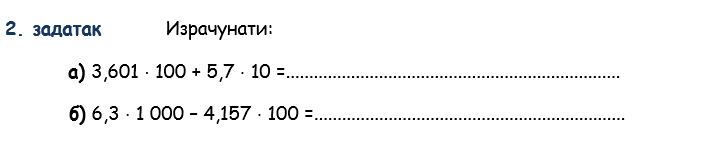 2. задатак Израчунати:
а) 3,601 · 100 + 5,7 · 10 =........................................................................
б) 6,3 · 1 000 – 4,157 · 100 =...................................................................